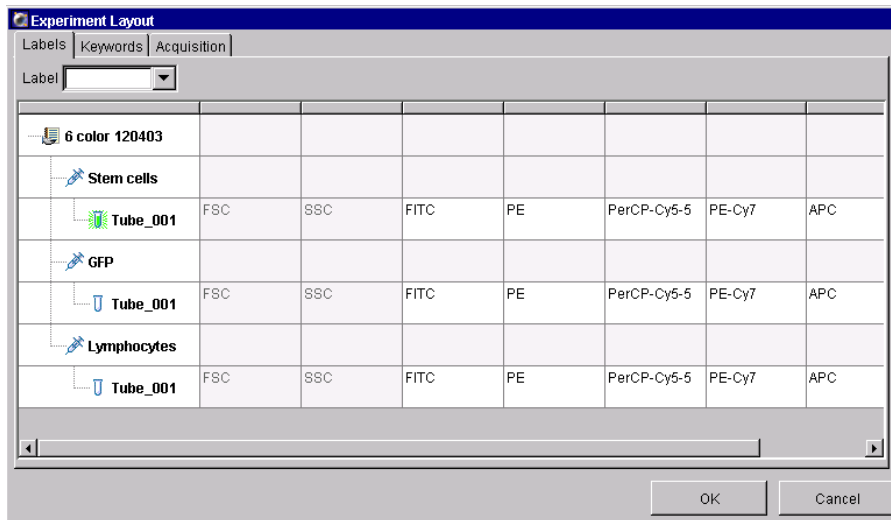 Experiment Layout
Labels Keywords Acquisition
Label
6 color 120403
Stem cells
Tube_001 FSC SSC FITC PE PerCP-Cy5-5 PE-Cy7 APC
GFP
Tube_001 FSC SSC FITC PE PerCP-Cy5-5 PE-Cy7 APC
Lymphocytes
Tube_001 FSC SSC FITC PE PerCP-Cy5-5 PE-Cy7 APC
OK Cancel